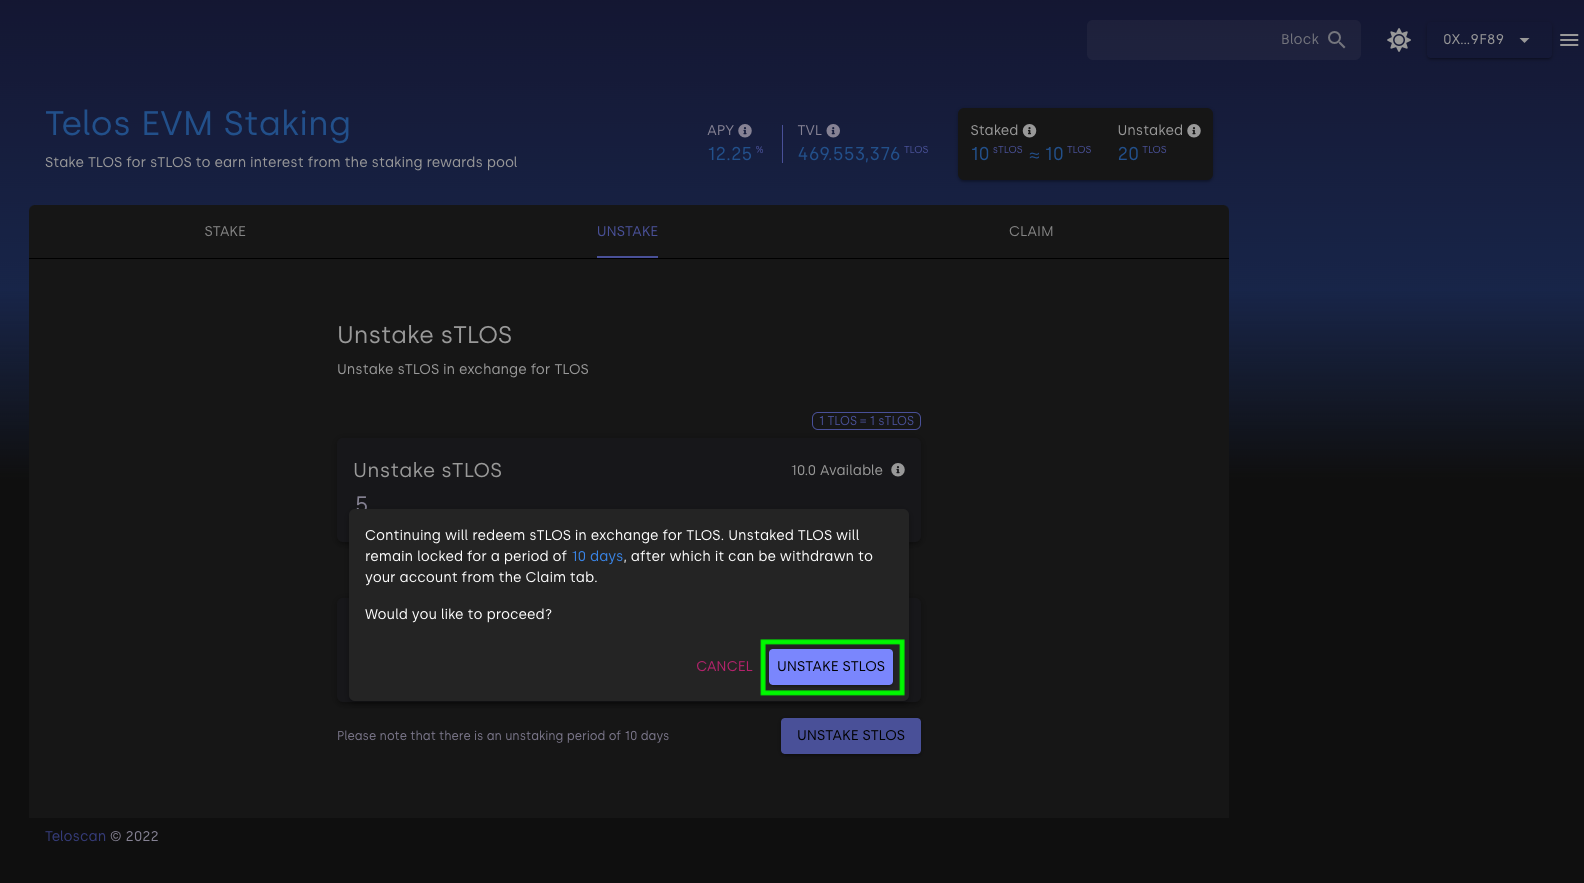 Block
0X...9F89
Telos EVM Staking
Stake TLOS for sTLOS to earn interest from the staking rewards pool
APY
12.25 %
TVL
469.553,376 TLOS
Staked
10 sTLOS ≈ 10 TLOS
Unstaked
20 TLOS
STAKE
UNSTAKE
CLAIM
Unstake sTLOS
Unstake sTLOS in exchange for TLOS
1 TLOS = 1 sTLOS
Unstake sTLOS
10.0 Available
5
Continuing will redeem sTLOS in exchange for TLOS. Unstaked TLOS will
remain locked for a period of 10 days, after which it can be withdrawn to
your account from the Claim tab.
Would you like to proceed?
CANCEL
UNSTAKE STLOS
Please note that there is an unstaking period of 10 days
UNSTAKE STLOS
Teloscan © 2022